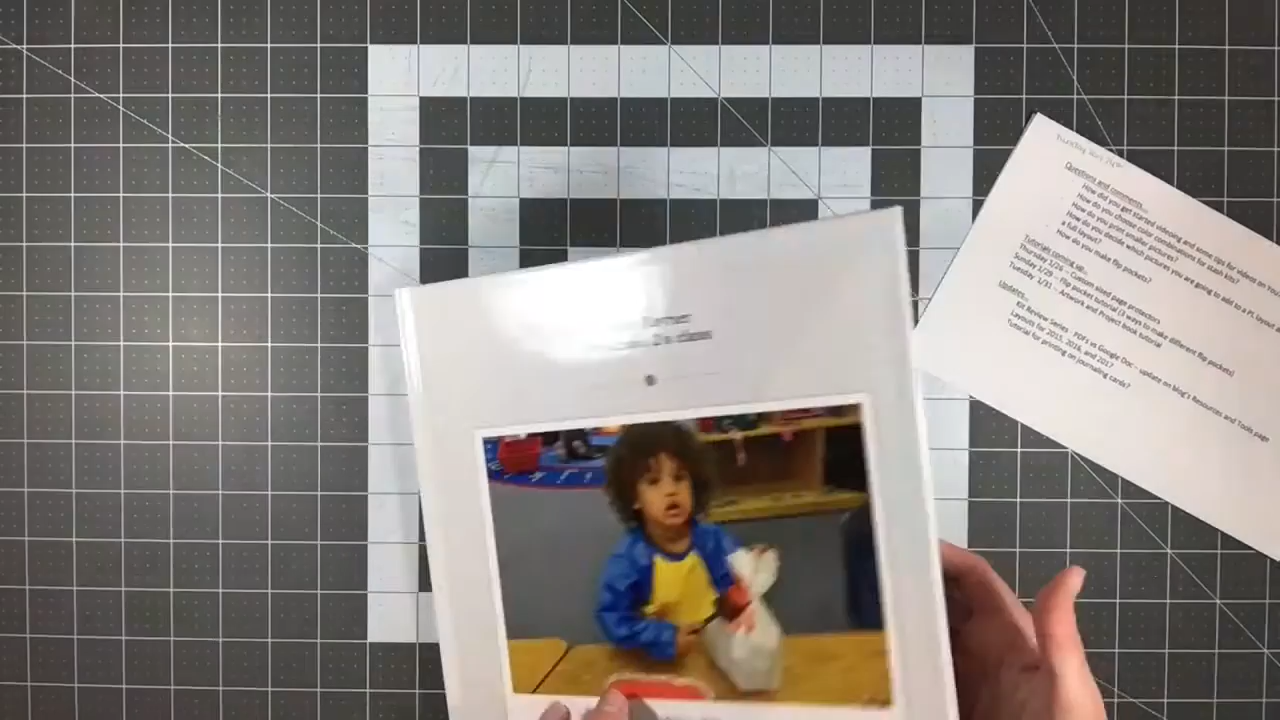 2's class
Thursday
Questions and comments...
How did you get started videoing and some tips for videos on
How do you choose color combinations for stash kits?
How do you print smaller pictures?
How do you decide which pictures you are going to add to a PL layout
a full layout?
How do you make flip pockets?
Tutorials coming up...
Thursday 1/26 – Custom sized page protectors
Sunday 1/29 – Flip pocket tutorial (3 ways to make different flip pockets)
Tuesday 1/31 – Artwork and Project book tutorial
Updates...
Kit Review Series - PDFs vs Google Doc – update on blog's Resources and Tools page
Layouts for 2015, 2016, and 2017
Tutorial for printing on journaling cards?